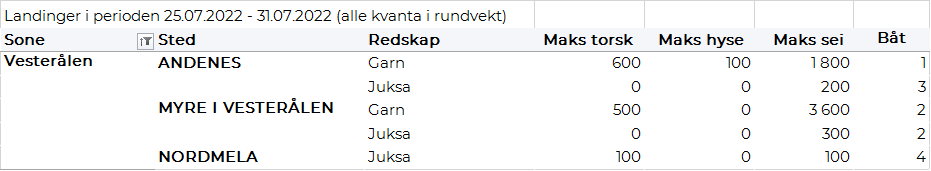 Landinger i perioden 25.07.2022 - 31.07.2022 (alle kvanta i rundvekt)
Sone Sted Redskap Maks torsk Maks hyse Maks sei Båt
Vesterålen ANDENES Garn 600 100 1 800 1
Juksa 0 0 200 3
MYRE I VESTERÅLEN Garn 500 0 3 600 2
Juksa 0 0 300 2
NORDMELA Juksa 100 0 100 4